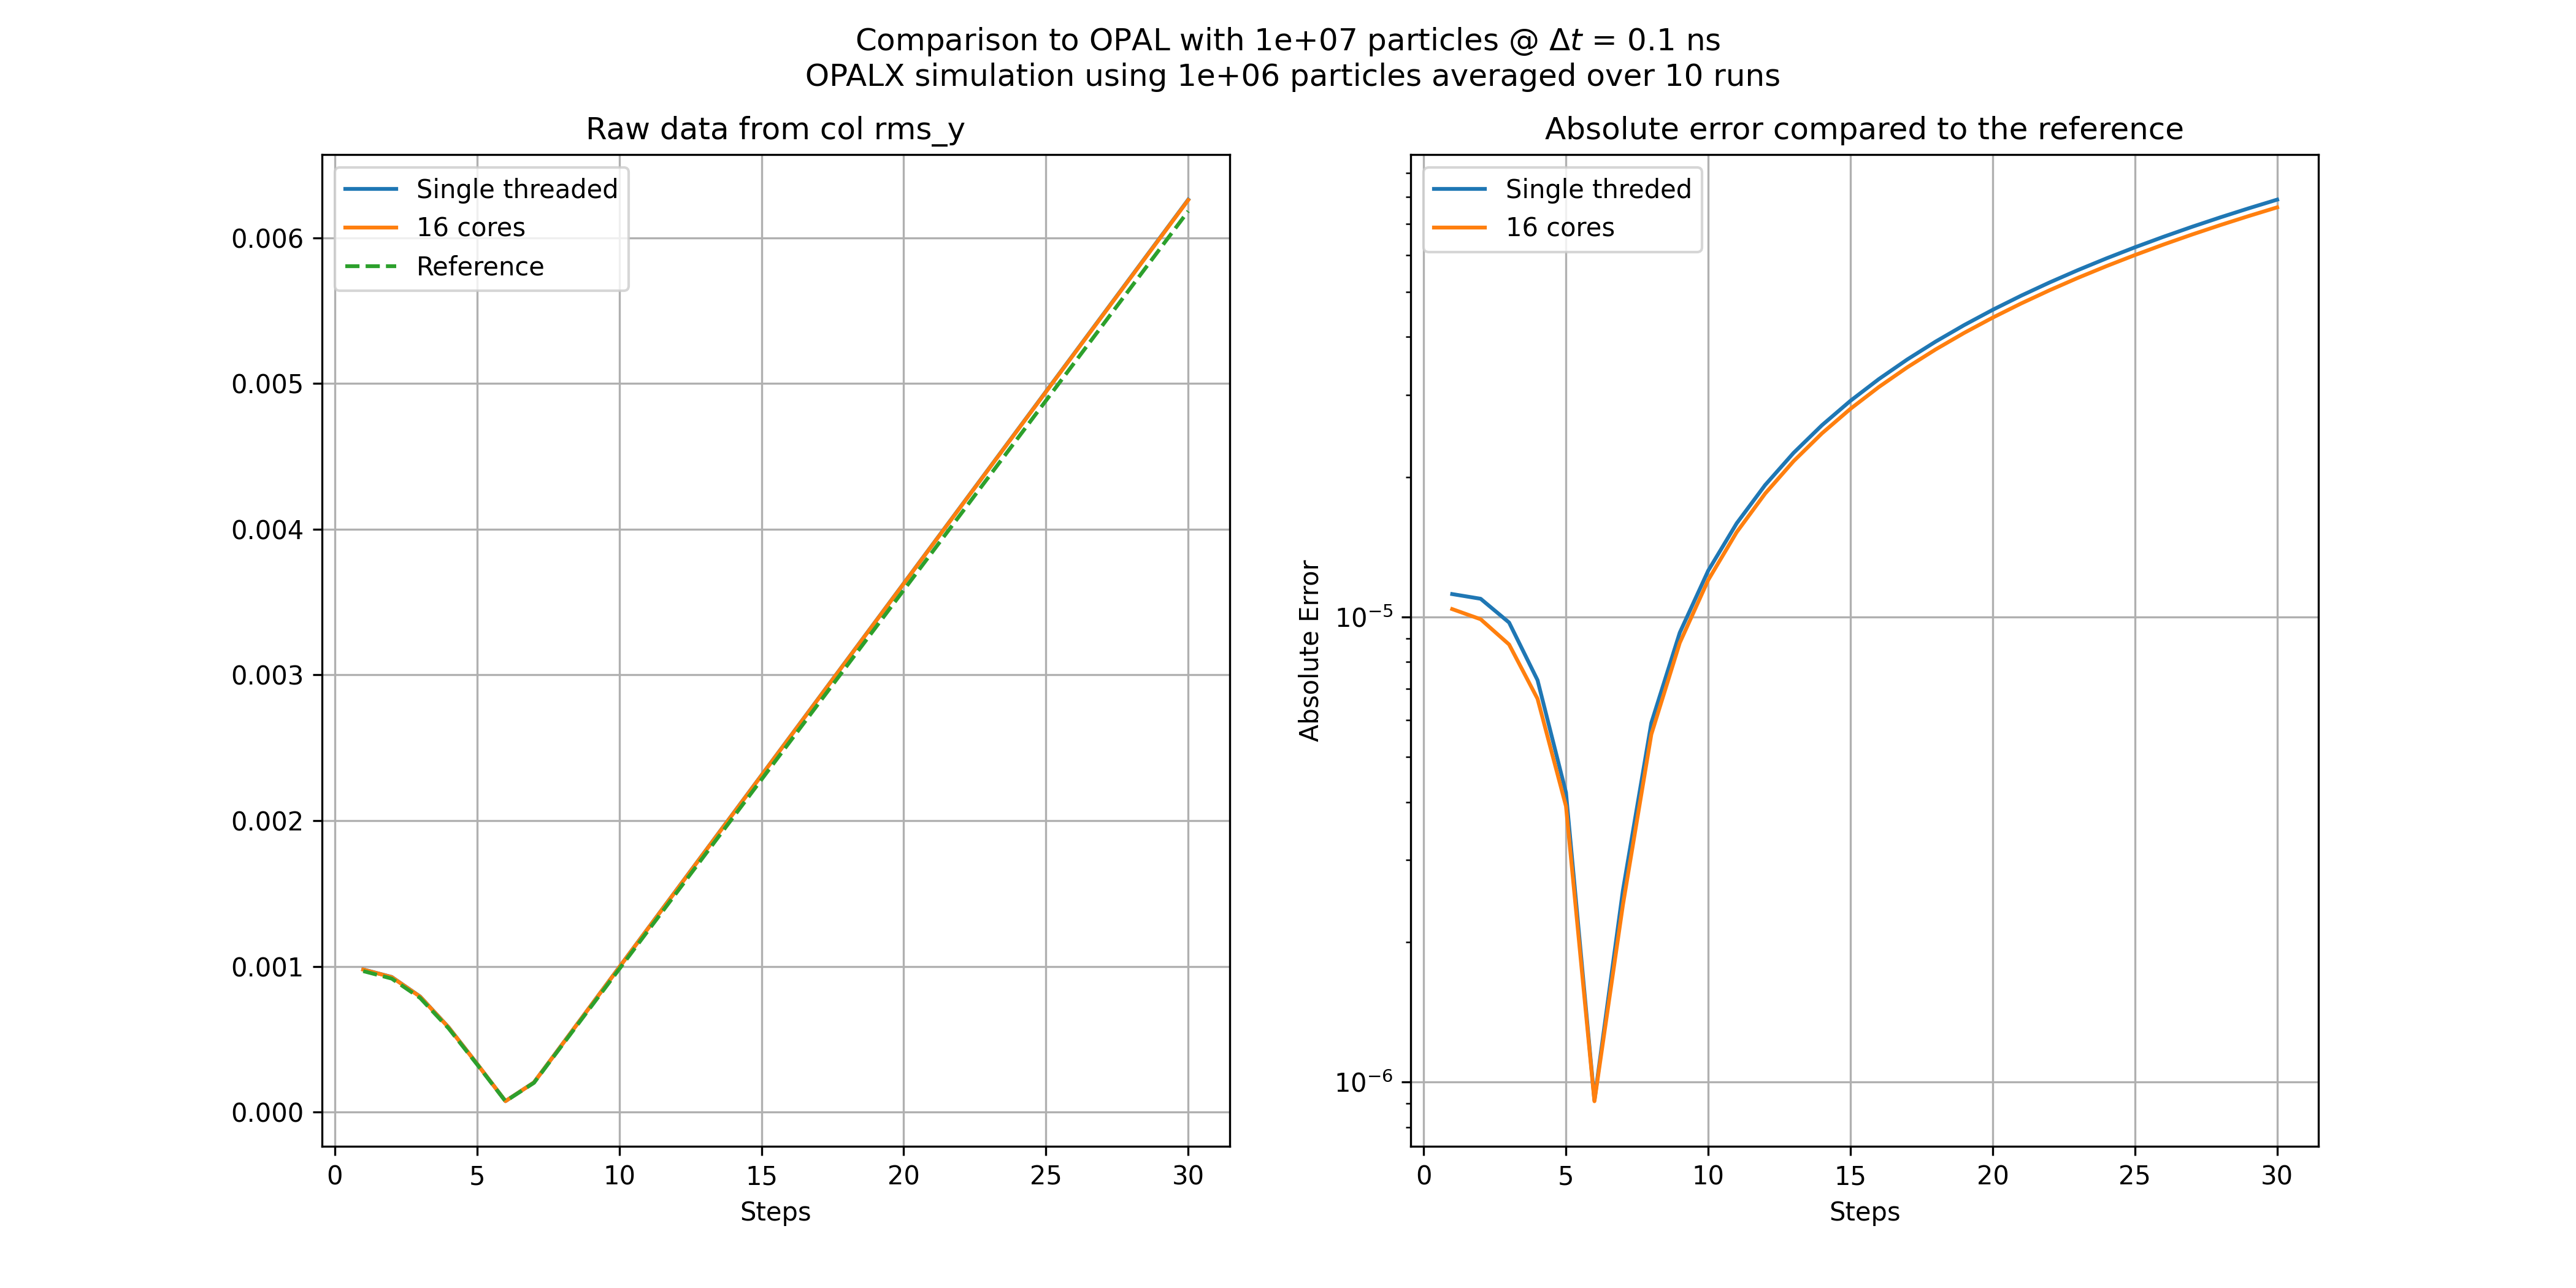 Comparison to OPAL with 1e+07 particles @ Δt = 0.1 ns
OPALX simulation using 1e+06 particles averaged over 10 runs
Raw data from col rms_y
Single threaded
16 cores
Reference
0.006
0.005
0.004
0.003
0.002
0.001
0.000
0 5 10 15 20 25 30
Steps
Absolute error compared to the reference
Single threded
16 cores
Absolute Error
10⁻⁵
10⁻⁶
0 5 10 15 20 25 30
Steps